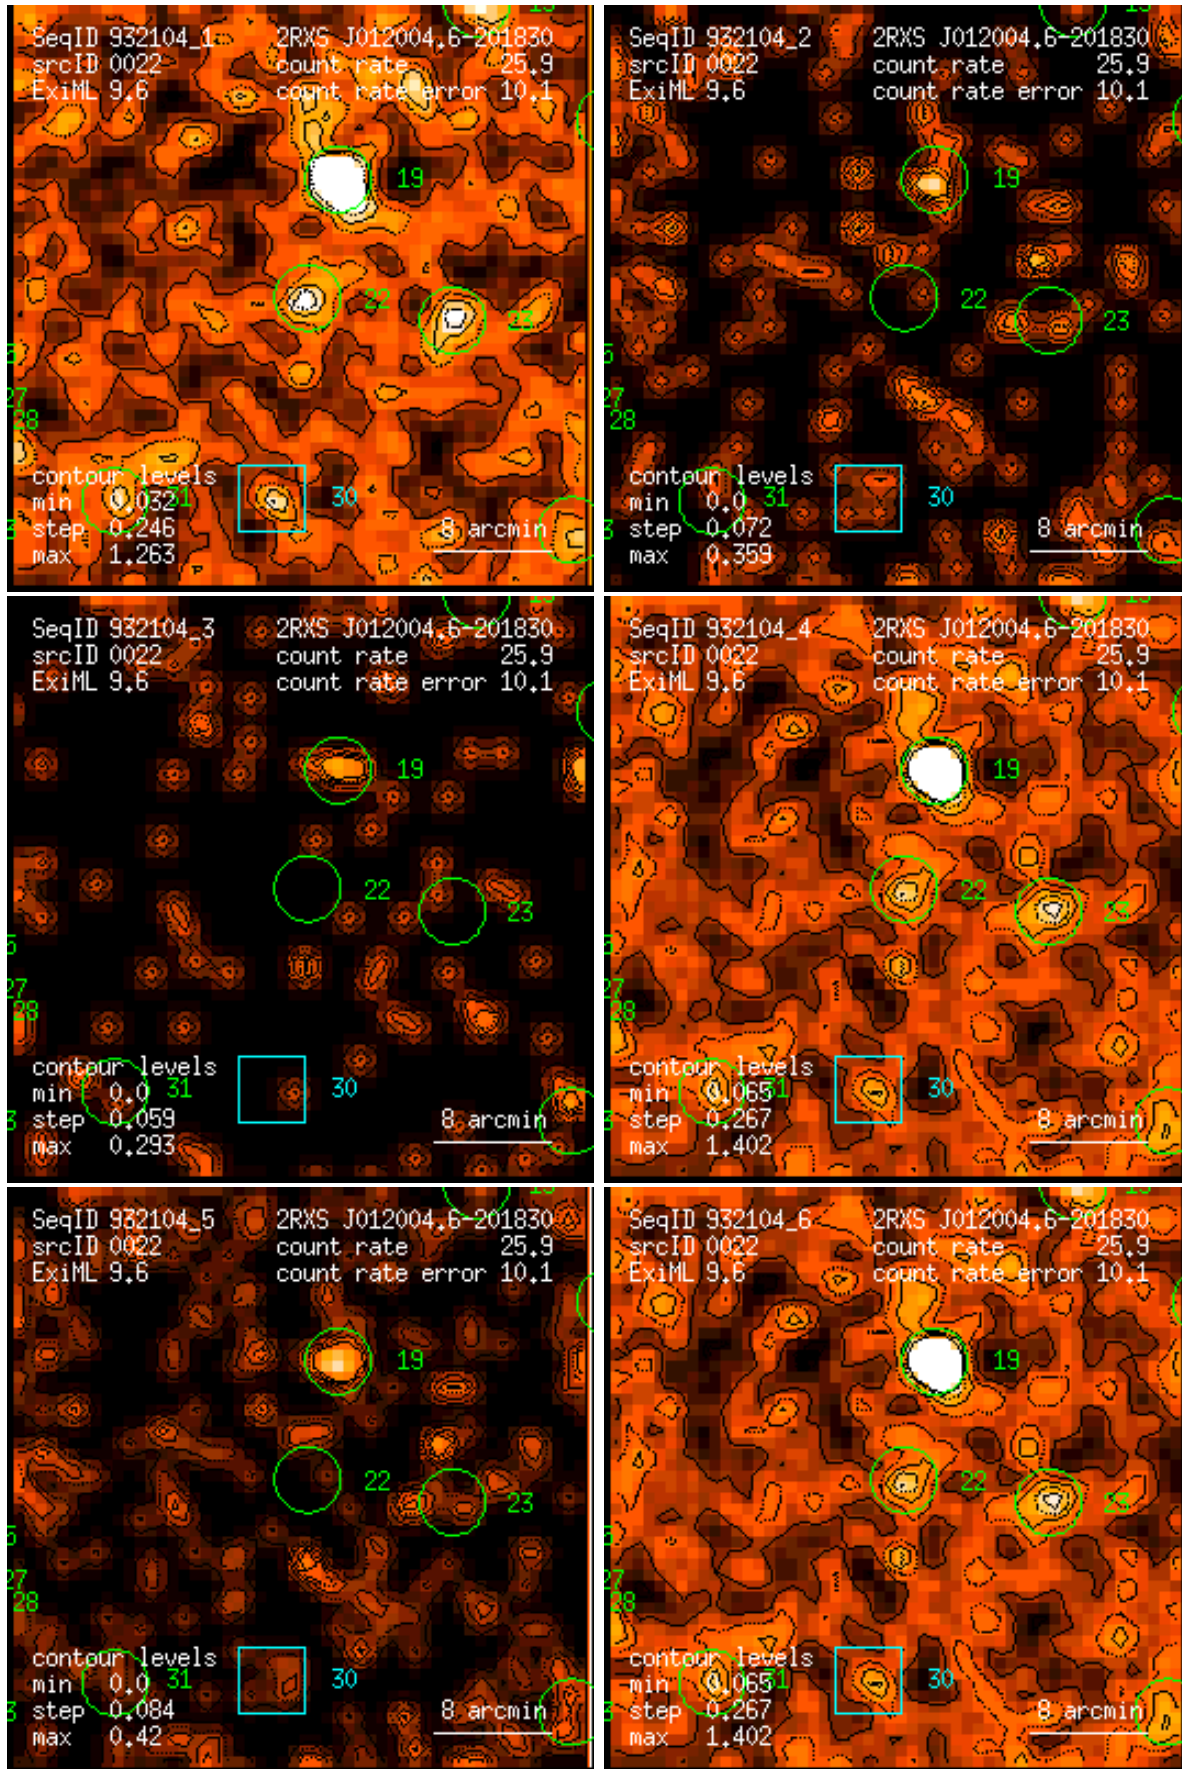 SeqID 932104_1 2RXS J012004.6-201830
srcID 0022 count rate 25.9
ExiML 9.6 count rate error 10.1
19
22
23
27
28
contour levels
min 0.032 31 30
step 0.246 8 arcmin
max 1.263
SeqID 932104_2 2RXS J012004.6-201830
srcID 0022 count rate 25.9
ExiML 9.6 count rate error 10.1
19
22
23
27
28
contour levels
min 0.0 31 30
step 0.072 8 arcmin
max 0.359
SeqID 932104_3 2RXS J012004.6-201830
srcID 0022 count rate 25.9
ExiML 9.6 count rate error 10.1
19
22
23
27
28
contour levels
min 0.0 31 30
step 0.059 8 arcmin
max 0.293
SeqID 932104_4 2RXS J012004.6-201830
srcID 0022 count rate 25.9
ExiML 9.6 count rate error 10.1
19
22
23
27
28
contour levels
min 0.065 31 30
step 0.267 8 arcmin
max 1.402
SeqID 932104_5 2RXS J012004.6-201830
srcID 0022 count rate 25.9
ExiML 9.6 count rate error 10.1
19
22
23
27
28
contour levels
min 0.0 31 30
step 0.084 8 arcmin
max 0.42
SeqID 932104_6 2RXS J012004.6-201830
srcID 0022 count rate 25.9
ExiML 9.6 count rate error 10.1
19
22
23
27
28
contour levels
min 0.065 31 30
step 0.267 8 arcmin
max 1.402